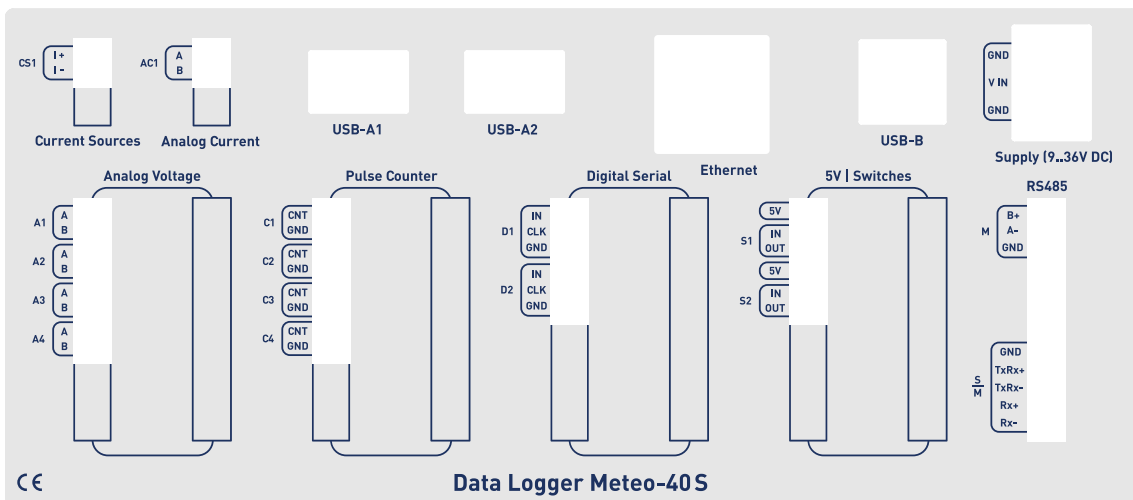 CS1
I +
I -
Current Sources
AC1
A
B
Analog Current
USB-A1
USB-A2
Ethernet
USB-B
GND
V IN
GND
Supply (9..36V DC)
Analog Voltage
A1
A
B
A2
A
B
A3
A
B
A4
A
B
Pulse Counter
C1
CNT
GND
C2
CNT
GND
C3
CNT
GND
C4
CNT
GND
Digital Serial
D1
IN
CLK
GND
D2
IN
CLK
GND
5V | Switches
5V
S1
IN
OUT
5V
S2
IN
OUT
RS485
M
B+
A-
GND
S
M
GND
TxRx+
TxRx-
Rx+
Rx-
CE
Data Logger Meteo-40 S